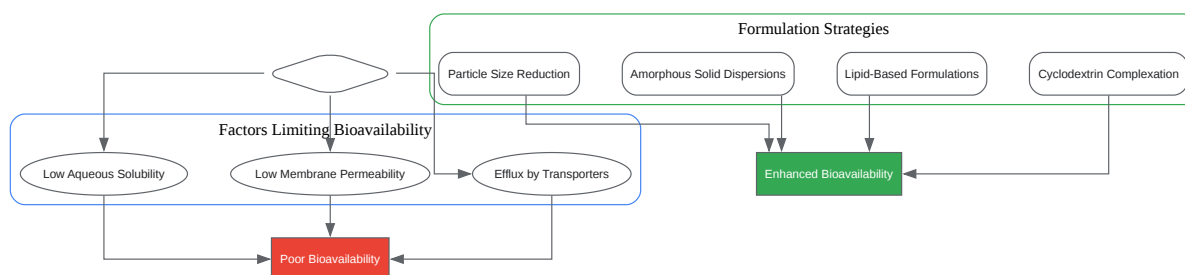 Formulation Strategies
Particle Size Reduction
Amorphous Solid Dispersions
Lipid-Based Formulations
Cyclodextrin Complexation
Factors Limiting Bioavailability
Low Aqueous Solubility
Low Membrane Permeability
Efflux by Transporters
Enhanced Bioavailability
Poor Bioavailability